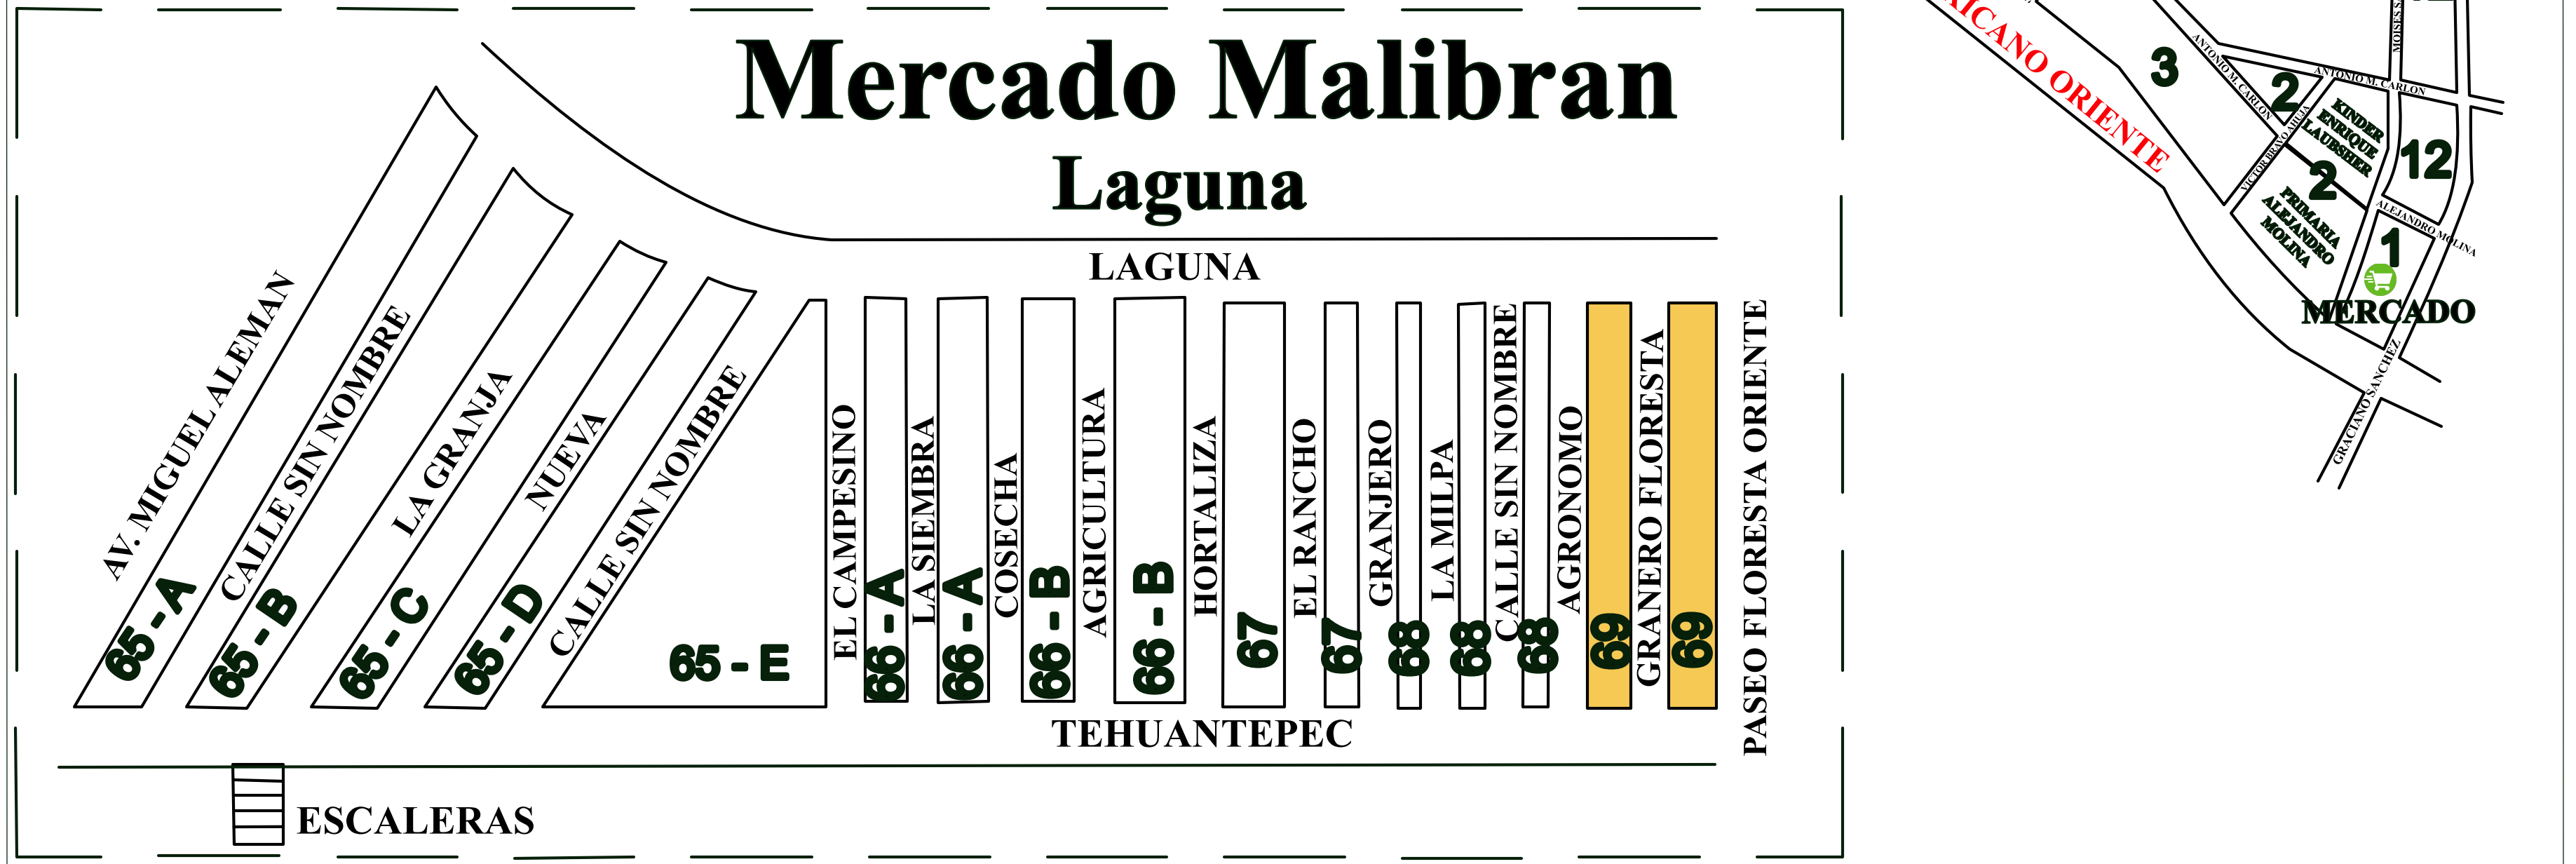 Mercado Malibran
Laguna
LAGUNA
AV. MIGUEL ALEMAN
CALLE SIN NOMBRE
LA GRANJA
NUEVA
CALLE SIN NOMBRE
EL CAMPESINO
LA SIEMBRA
COSECHA
AGRICULTURA
HORTALIZA
EL RANCHO
GRANJERO
LA MILPA
CALLE SIN NOMBRE
AGRONOMO
GRANERO FLORESTA
PASEO FLORESTA ORIENTE
65 - A
65 - B
65 - C
65 - D
65 - E
66 - A
66 - A
66 - B
66 - B
67
67
68
68
68
69
69
TEHUANTEPEC
ESCALERAS
ORIENTE
3
ANTONIO M. CARLON
2
ANTONIO M. CARLON
VICTOR BRAVO AHUJA
KINDER
ENRIQUE
LAUBSHER
2
PRIMARIA
ALEJANDRO
MOLINA
12
ALEJANDRO MOLINA
1
MERCADO
GRACIANO SANCHEZ